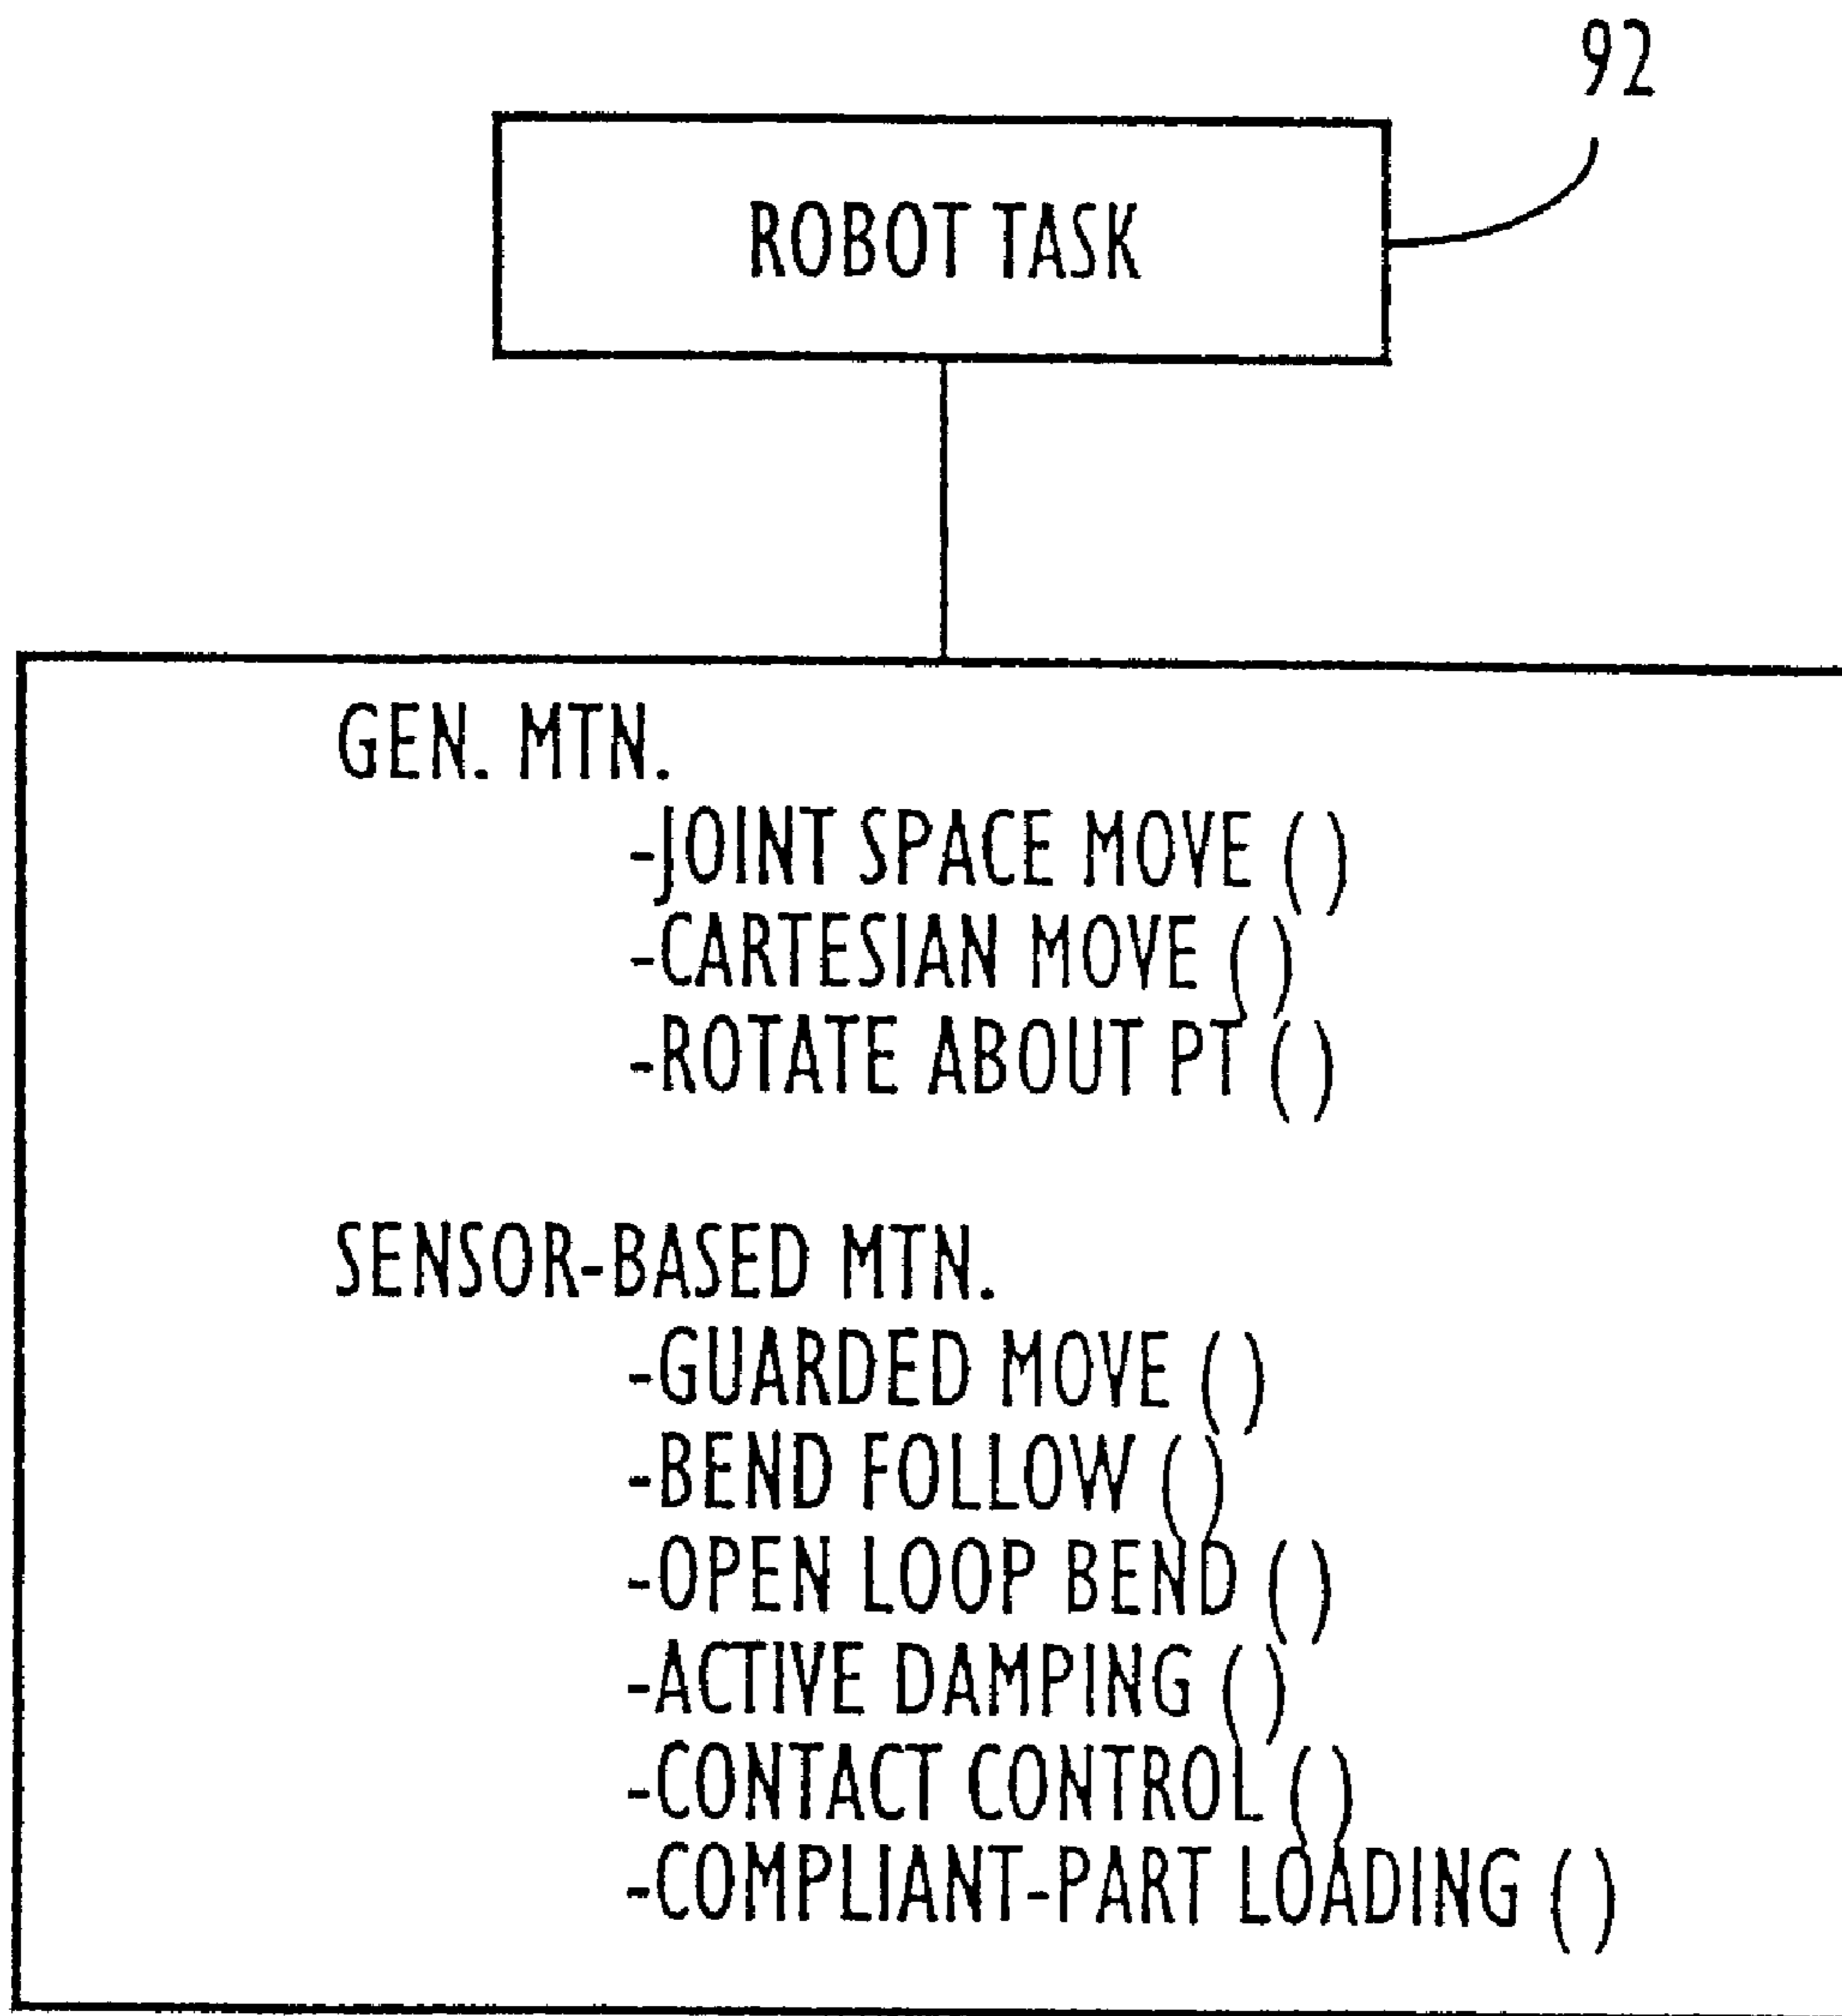 92
ROBOT TASK
GEN. MTN.
-JOINT SPACE MOVE ( )
-CARTESIAN MOVE ( )
-ROTATE ABOUT PT ( )
SENSOR-BASED MTN.
-GUARDED MOVE ( )
-BEND FOLLOW ( )
-OPEN LOOP BEND ( )
-ACTIVE DAMPING ( )
-CONTACT CONTROL ( )
-COMPLIANT-PART LOADING ( )